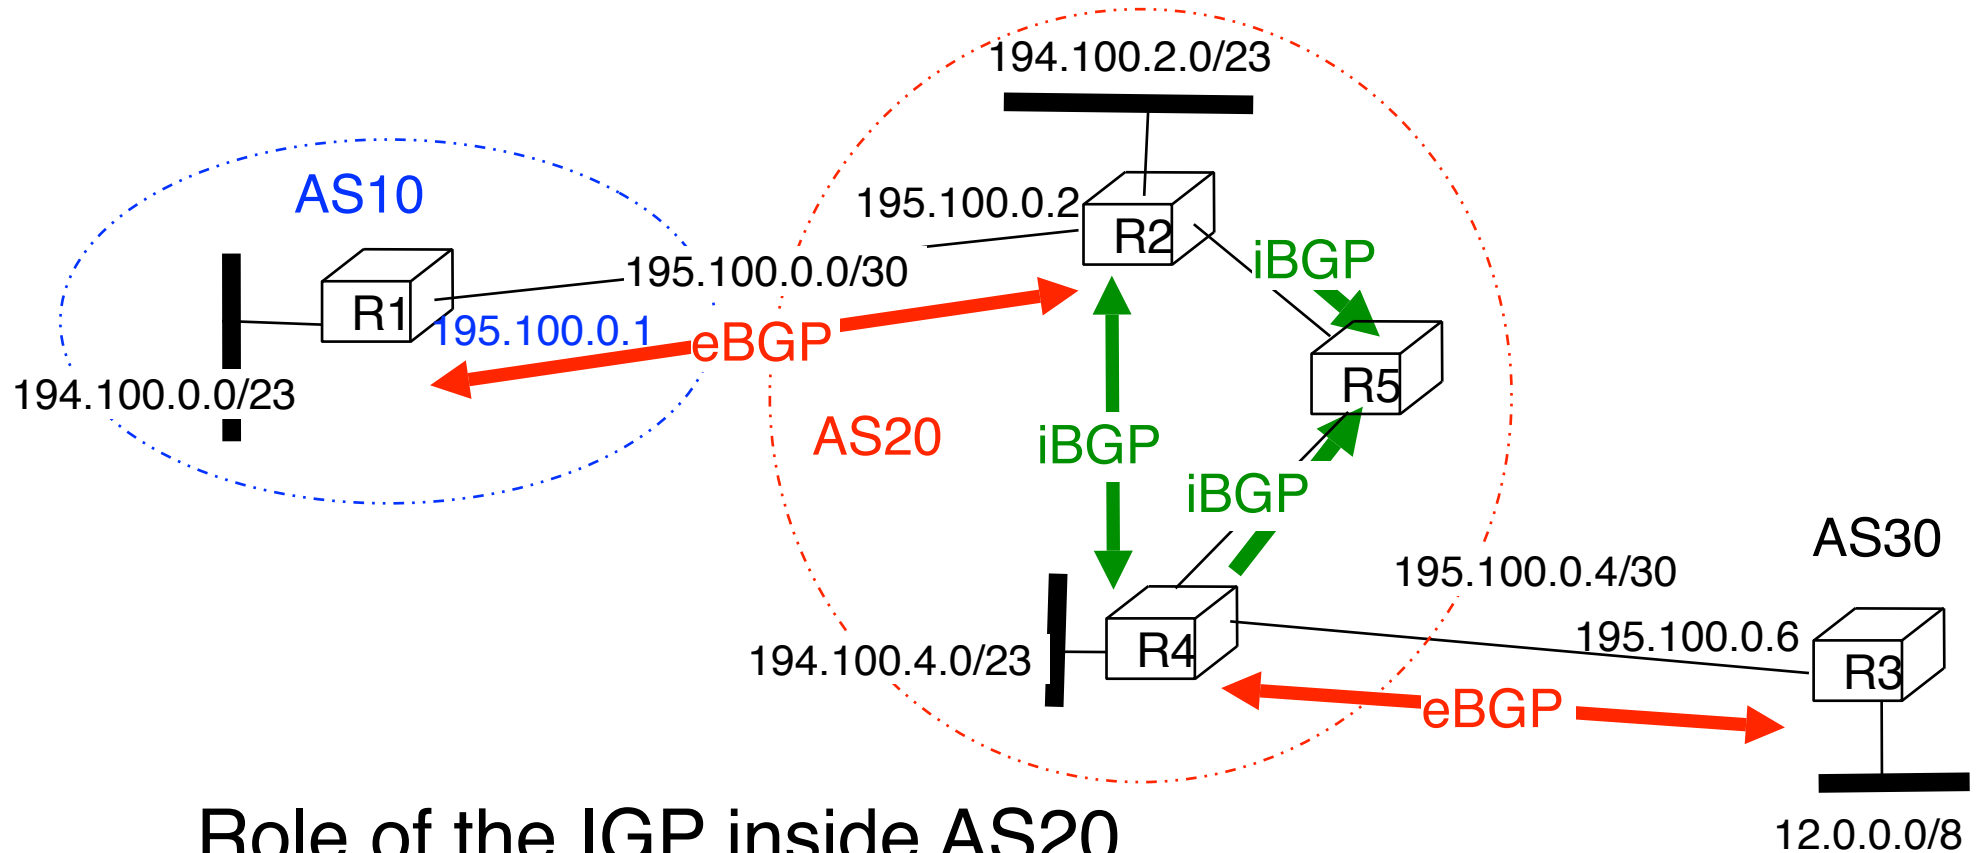 194.100.2.0/23
AS10
195.100.0.2
R2
iBGP
195.100.0.0/30
R1
195.100.0.1
eBGP
R5
194.100.0.0/23
AS20
iBGP
iBGP
AS30
195.100.0.4/30
195.100.0.6
R4
194.100.4.0/23
R3
eBGP
Role of the IGP inside AS20
12.0.0.0/8